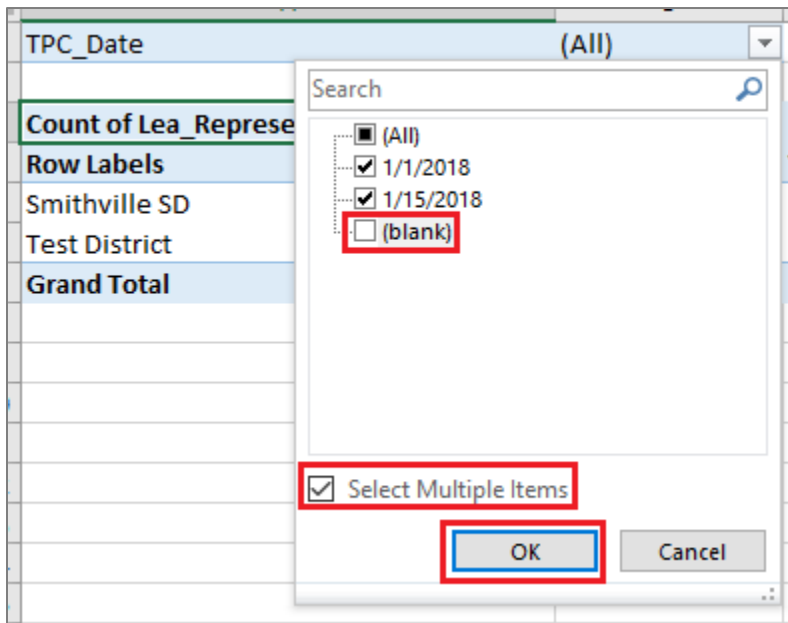 TPC_Date (All)
Search
Count of Lea_Represe
(All)
Row Labels
1/1/2018
1/15/2018
Smithville SD
(blank)
Test District
Grand Total
Select Multiple Items
OK Cancel